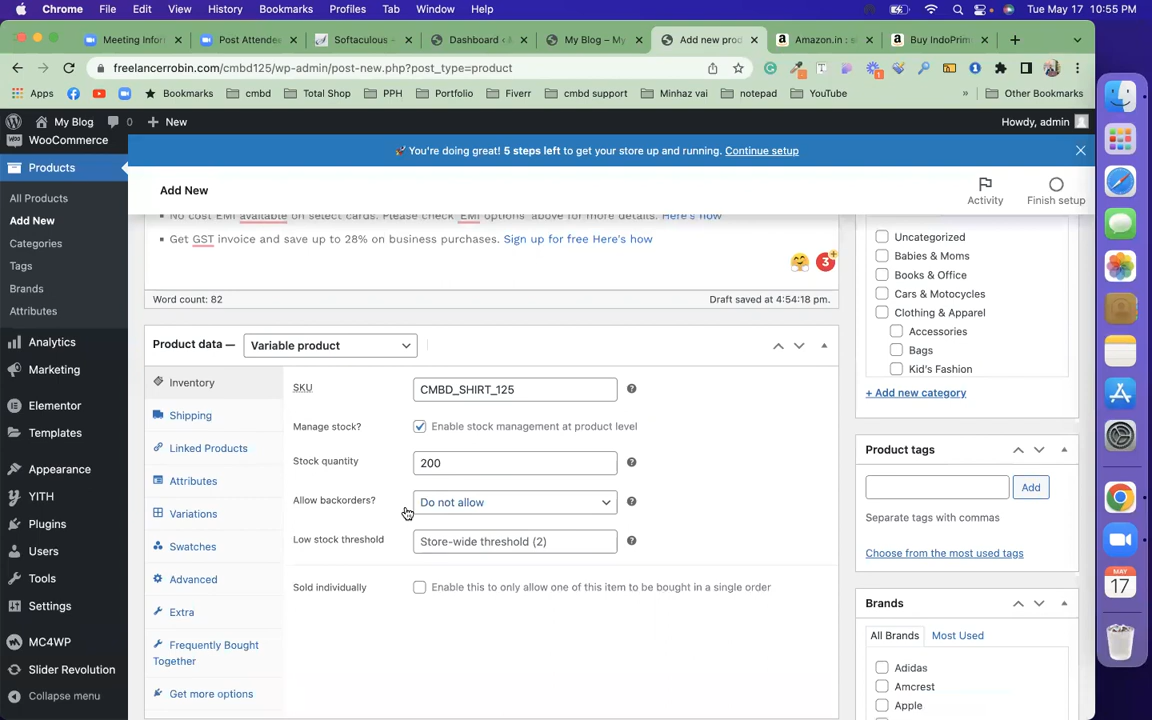 Chrome File Edit View History Bookmarks Profiles Tab Window Help Tue May 17 10:55 PM
Meeting Infor Post Attendee Softaculous - Dashboard ‹ My Blog – My Add new prod Amazon.in : s Buy IndoPrim
freelancerrobin.com/cmbd125/wp-admin/post-new.php?post_type=product
Apps Bookmarks cmbd Total Shop PPH Portfolio Fiverr cmbd support Minhaz vai notepad YouTube » Other Bookmarks
My Blog 0 New Howdy, admin
WooCommerce
Products
All Products
Add New
Categories
Tags
Brands
Attributes
Analytics
Marketing
Elementor
Templates
Appearance
YITH
Plugins
Users
Tools
Settings
MC4WP
Slider Revolution
Collapse menu
You're doing great! 5 steps left to get your store up and running. Continue setup
Add New
Activity
Finish setup
No cost EMI available on select cards. Please check 'EMI options' above for more details. Here's how
Get GST invoice and save up to 28% on business purchases. Sign up for free Here's how
3+
Word count: 82
Draft saved at 4:54:18 pm.
Product data — Variable product
Inventory
Shipping
Linked Products
Attributes
Variations
Swatches
Advanced
Extra
Frequently Bought
Together
Get more options
SKU CMBD_SHIRT_125
Manage stock? Enable stock management at product level
Stock quantity 200
Allow backorders? Do not allow
Low stock threshold Store-wide threshold (2)
Sold individually Enable this to only allow one of this item to be bought in a single order
Uncategorized
Babies & Moms
Books & Office
Cars & Motocycles
Clothing & Apparel
Accessories
Bags
Kid's Fashion
+ Add new category
Product tags
Add
Separate tags with commas
Choose from the most used tags
Brands
All Brands Most Used
Adidas
Amcrest
Apple
MAY
17